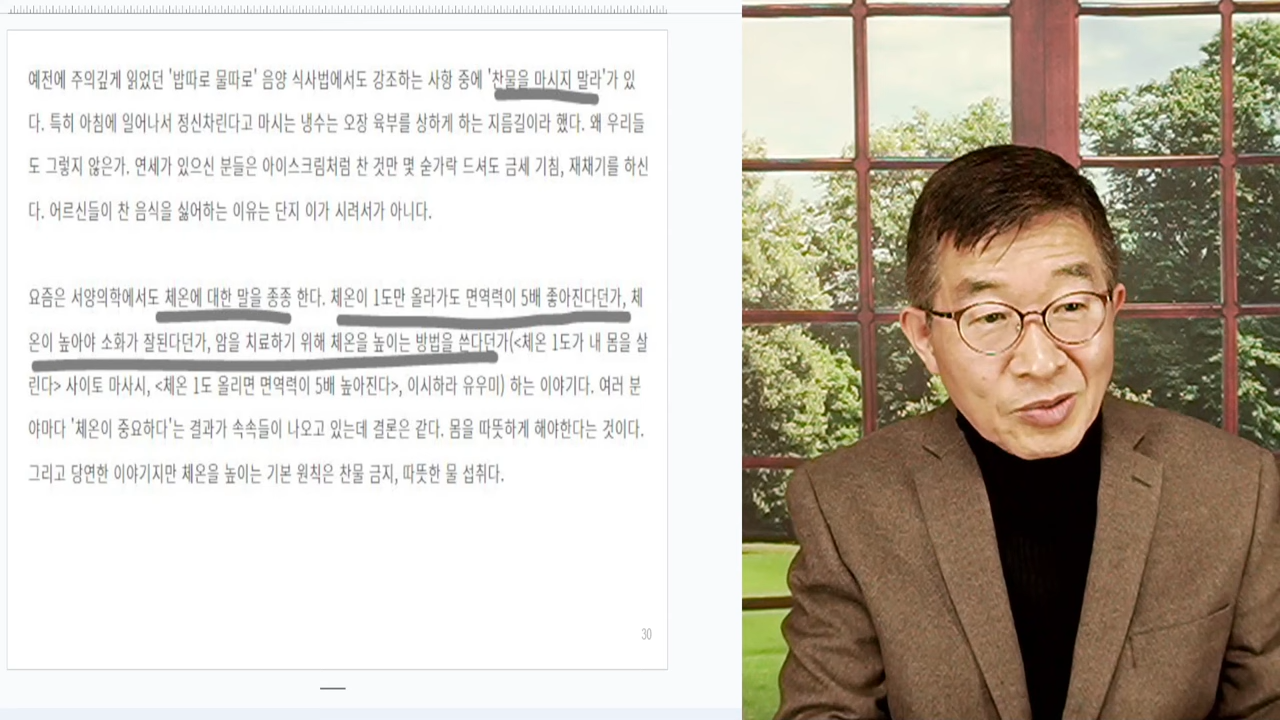 예전에 주의깊게 읽었던 '밥따로 물따로' 음양 식사법에서도 강조하는 사항 중에 '찬물을 마시지 말라'가 있
다. 특히 아침에 일어나서 정신차린다고 마시는 냉수는 오장 육부를 상하게 하는 지름길이라 했다. 왜 우리들
도 그렇지 않은가. 연세가 있으신 분들은 아이스크림처럼 찬 것만 몇 숟가락 드셔도 금세 기침, 재채기를 하신
다. 어르신들이 찬 음식을 싫어하는 이유는 단지 이가 시려서가 아니다.
요즘은 서양의학에서도 체온에 대한 말을 종종 한다. 체온이 1도만 올라가도 면역력이 5배 좋아진다던가, 체
온이 높아야 소화가 잘된다던가, 암을 치료하기 위해 체온을 높이는 방법을 쓴다던가(<체온 1도가 내 몸을 살
린다> 사이토 마사시, <체온 1도 올리면 면역력이 5배 높아진다>, 이시하라 유우미) 하는 이야기다. 여러 분
야마다 '체온이 중요하다'는 결과가 속속들이 나오고 있는데 결론은 같다. 몸을 따뜻하게 해야한다는 것이다.
그리고 당연한 이야기지만 체온을 높이는 기본 원칙은 찬물 금지, 따뜻한 물 섭취다.
30